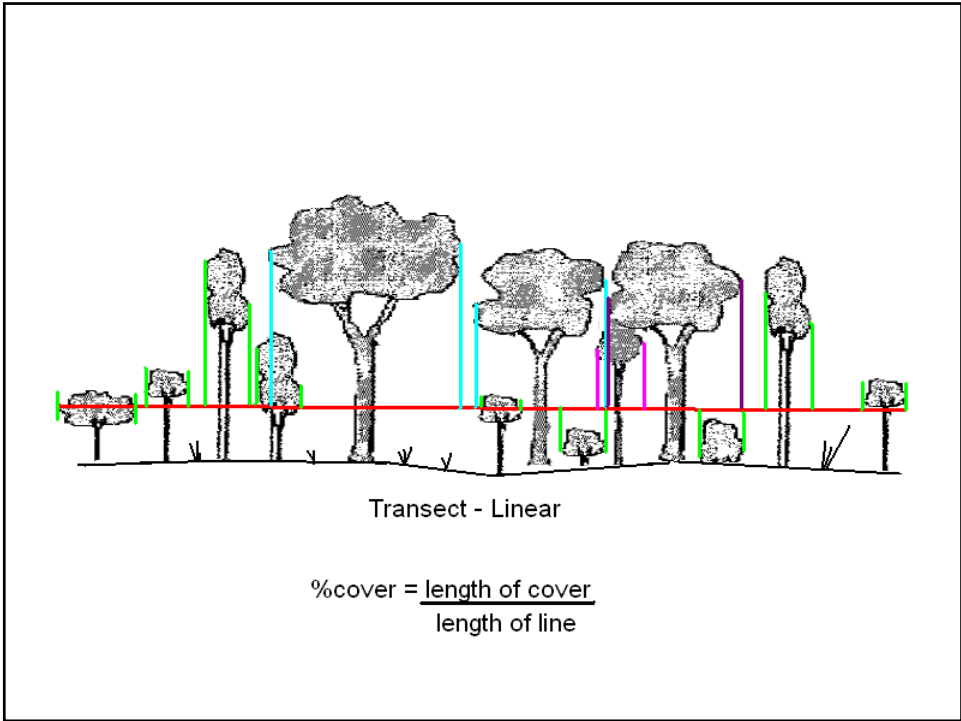 Transect - Linear
%cover = length of cover
length of line